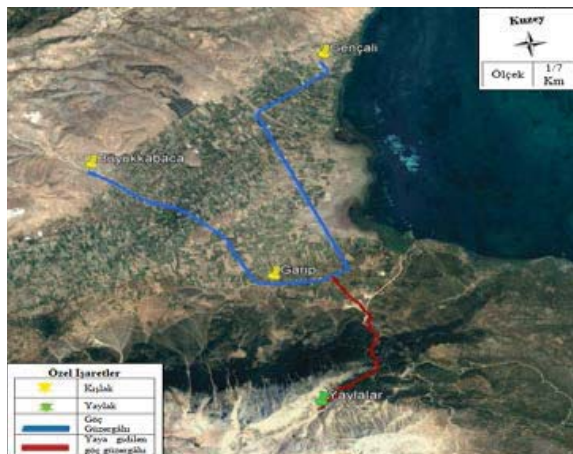 Kuzey
Ölçek
1/7
Km
Gençali
Büyükkabaca
Garip
Yaylalar
Özel İşaretler
Kışlak
Yaylak
Göç
Güzergâhı
Yaya gidilen
göç güzergâhı